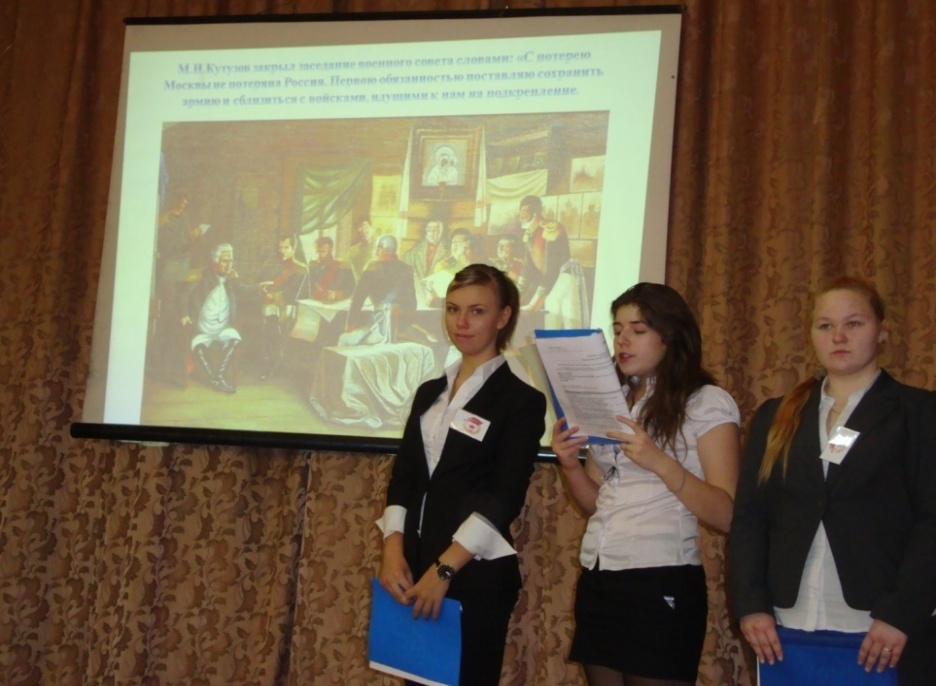 М.И.Кутузов закрыл заседание военного совета словами: «С потерею
Москвы не потеряна Россия. Первою обязанностью поставляю сохранить
армию и сблизиться с войсками, идущими к нам на подкрепление.